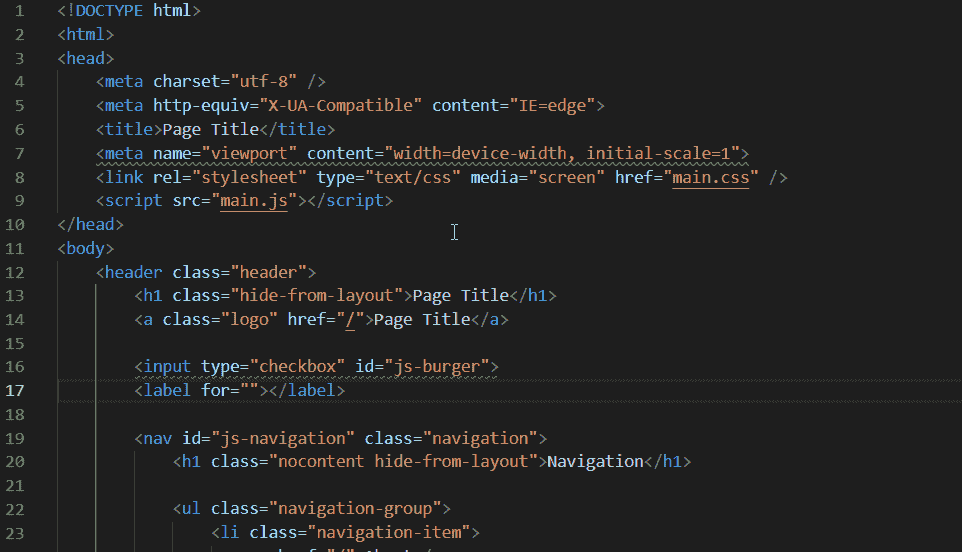 1 <!DOCTYPE html>
2 <html>
3 <head>
4 <meta charset="utf-8" />
5 <meta http-equiv="X-UA-Compatible" content="IE=edge">
6 <title>Page Title</title>
7 <meta name="viewport" content="width=device-width, initial-scale=1">
8 <link rel="stylesheet" type="text/css" media="screen" href="main.css" />
9 <script src="main.js"></script>
10 </head>
11 <body>
12 <header class="header">
13 <h1 class="hide-from-layout">Page Title</h1>
14 <a class="logo" href="/">Page Title</a>
15
16 <input type="checkbox" id="js-burger">
17 <label for=""></label>
18
19 <nav id="js-navigation" class="navigation">
20 <h1 class="nocontent hide-from-layout">Navigation</h1>
21
22 <ul class="navigation-group">
23 <li class="navigation-item">